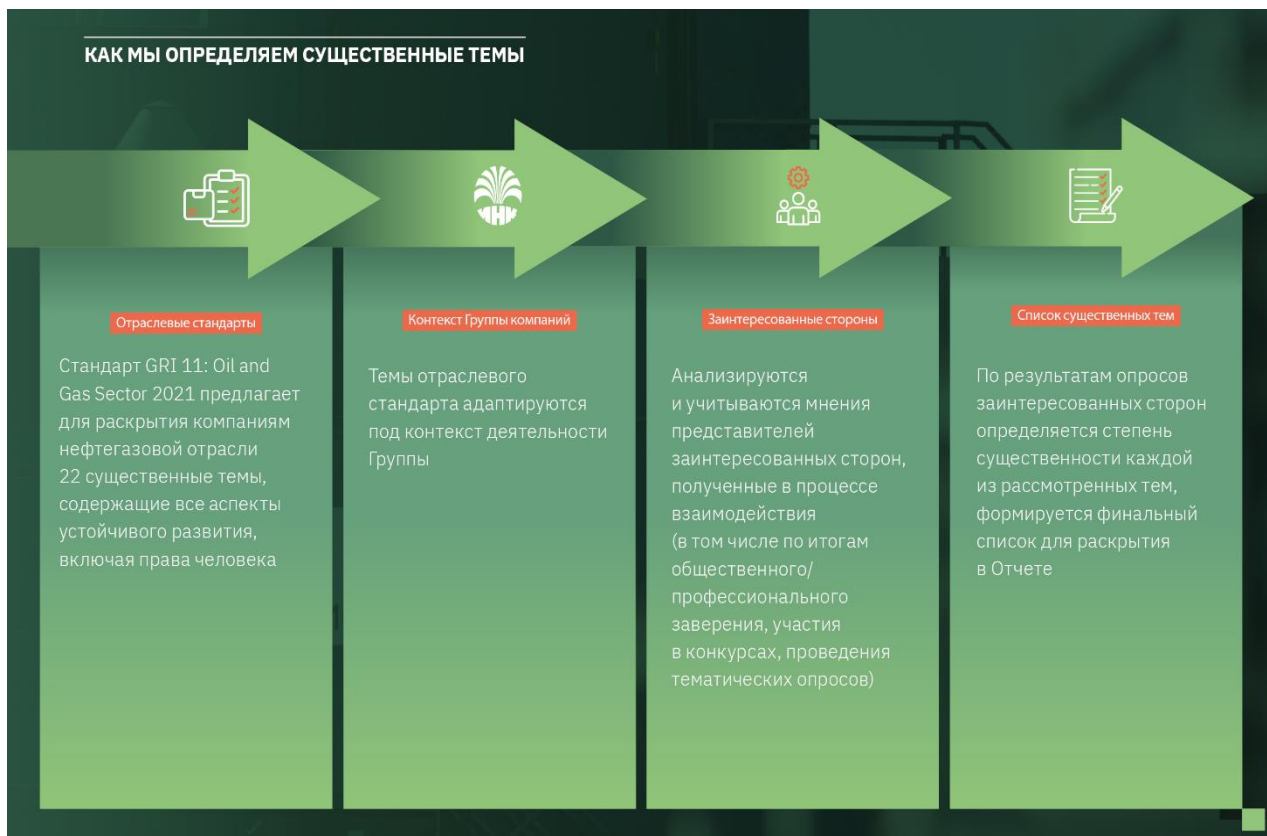 КАК МЫ ОПРЕДЕЛЯЕМ СУЩЕСТВЕННЫЕ ТЕМЫ
ИНК
Отраслевые стандарты
Стандарт GRI 11: Oil and
Gas Sector 2021 предлагает
для раскрытия компаниям
нефтегазовой отрасли
22 существенные темы,
содержащие все аспекты
устойчивого развития,
включая права человека
Контекст Группы компаний
Темы отраслевого
стандарта адаптируются
под контекст деятельности
Группы
Заинтересованные стороны
Анализируются
и учитываются мнения
представителей
заинтересованных сторон,
полученные в процессе
взаимодействия
(в том числе по итогам
общественного/
профессионального
заверения, участия
в конкурсах, проведения
тематических опросов)
Список существенных тем
По результатам опросов
заинтересованных сторон
определяется степень
существенности каждой
из рассмотренных тем,
формируется финальный
список для раскрытия
в Отчете